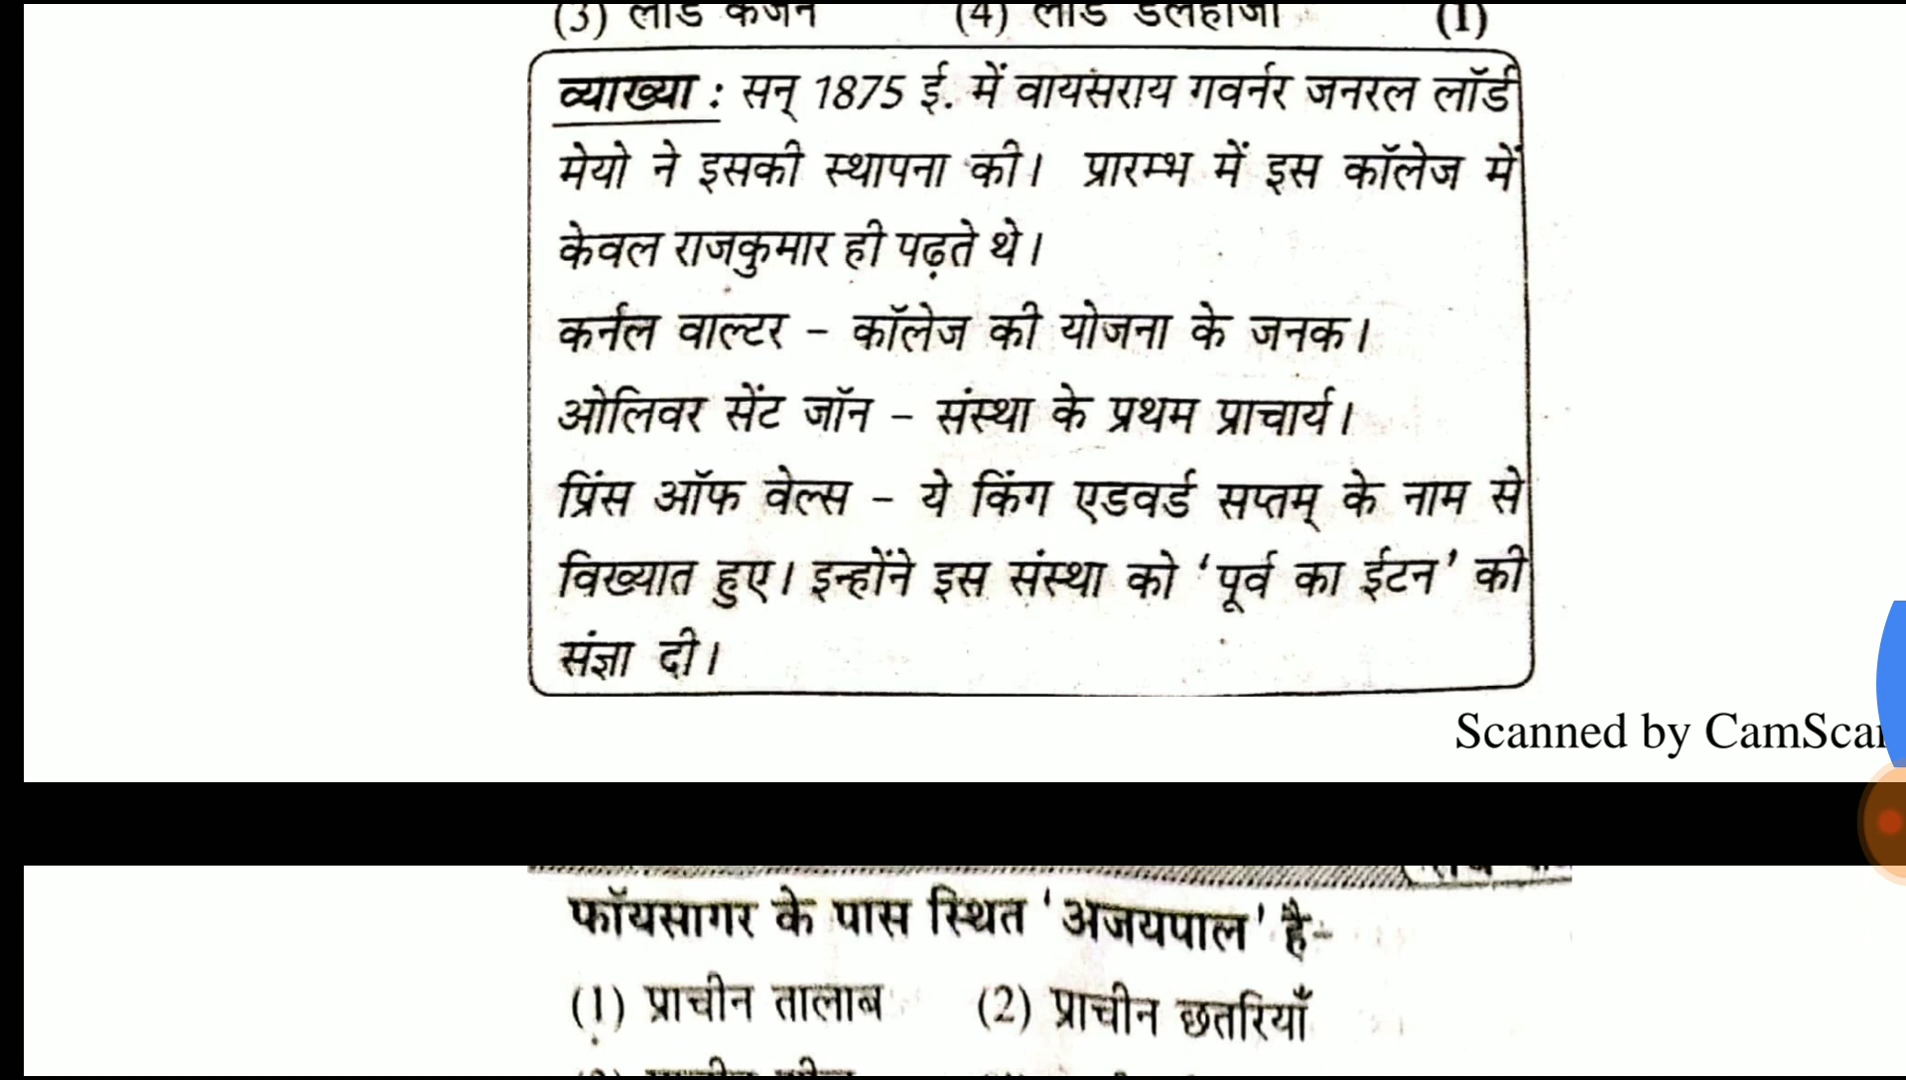 (3) लॉर्ड कर्जन (4) लॉर्ड डलहौजी (1)
व्याख्या : सन् 1875 ई. में वायसराय गवर्नर जनरल लॉर्ड
मेयो ने इसकी स्थापना की। प्रारम्भ में इस कॉलेज में
केवल राजकुमार ही पढ़ते थे।
कर्नल वाल्टर - कॉलेज की योजना के जनक।
ओलिवर सेंट जॉन - संस्था के प्रथम प्राचार्य।
प्रिंस ऑफ वेल्स - ये किंग एडवर्ड सप्तम् के नाम से
विख्यात हुए। इन्होंने इस संस्था को ‘पूर्व का ईटन’ की
संज्ञा दी।
Scanned by
फॉयसागर के पास स्थित ‘अजयपाल’ है-
(1) प्राचीन तालाब (2) प्राचीन छतरियाँ